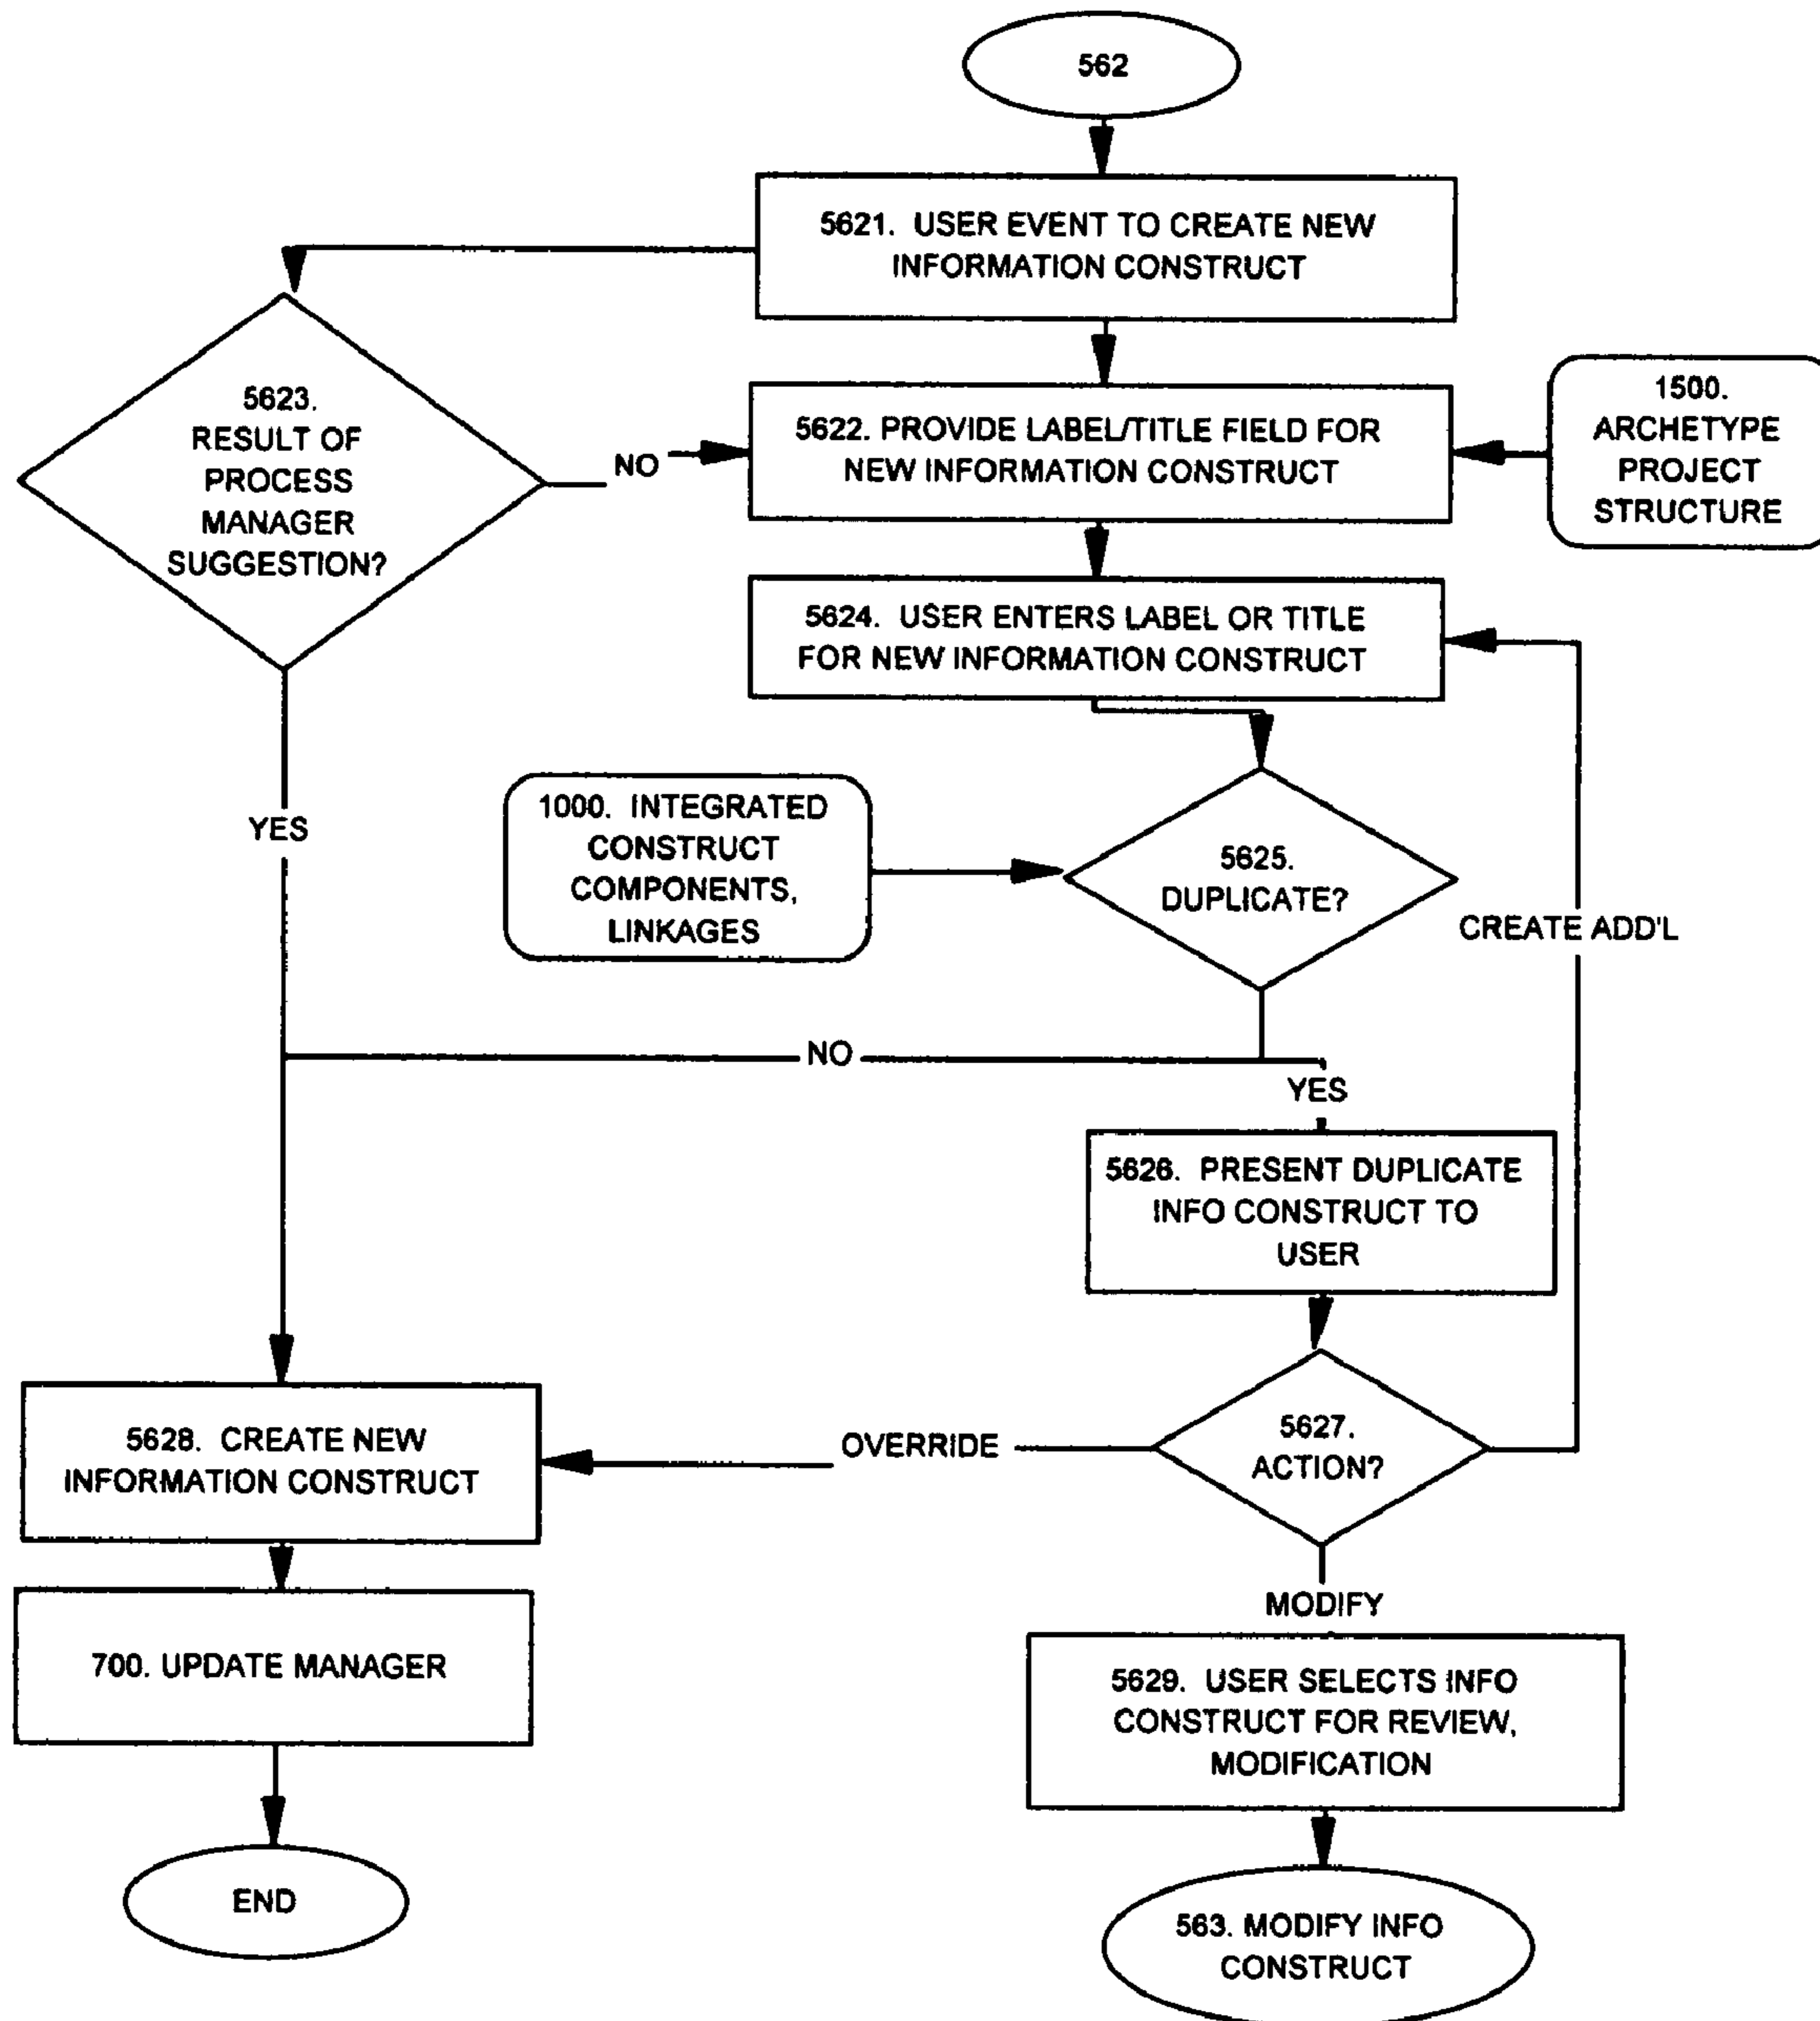 562
5621. USER EVENT TO CREATE NEW
INFORMATION CONSTRUCT
5623.
RESULT OF
PROCESS
MANAGER
SUGGESTION?
NO
5622. PROVIDE LABEL/TITLE FIELD FOR
NEW INFORMATION CONSTRUCT
1500.
ARCHETYPE
PROJECT
STRUCTURE
5624. USER ENTERS LABEL OR TITLE
FOR NEW INFORMATION CONSTRUCT
YES
1000. INTEGRATED
CONSTRUCT
COMPONENTS,
LINKAGES
5625.
DUPLICATE?
CREATE ADD'L
NO
YES
5626. PRESENT DUPLICATE
INFO CONSTRUCT TO
USER
5628. CREATE NEW
INFORMATION CONSTRUCT
OVERRIDE
5627.
ACTION?
MODIFY
700. UPDATE MANAGER
5629. USER SELECTS INFO
CONSTRUCT FOR REVIEW,
MODIFICATION
END
563. MODIFY INFO
CONSTRUCT